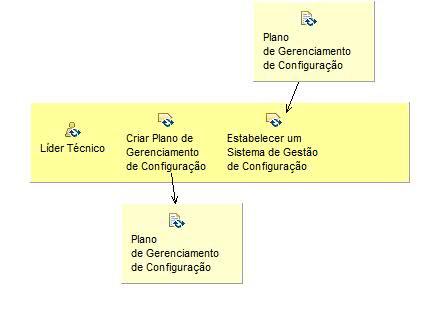 Plano
de Gerenciamento
de Configuração
Líder Técnico
Criar Plano de
Gerenciamento
de Configuração
Estabelecer um
Sistema de Gestão
de Configuração
Plano
de Gerenciamento
de Configuração